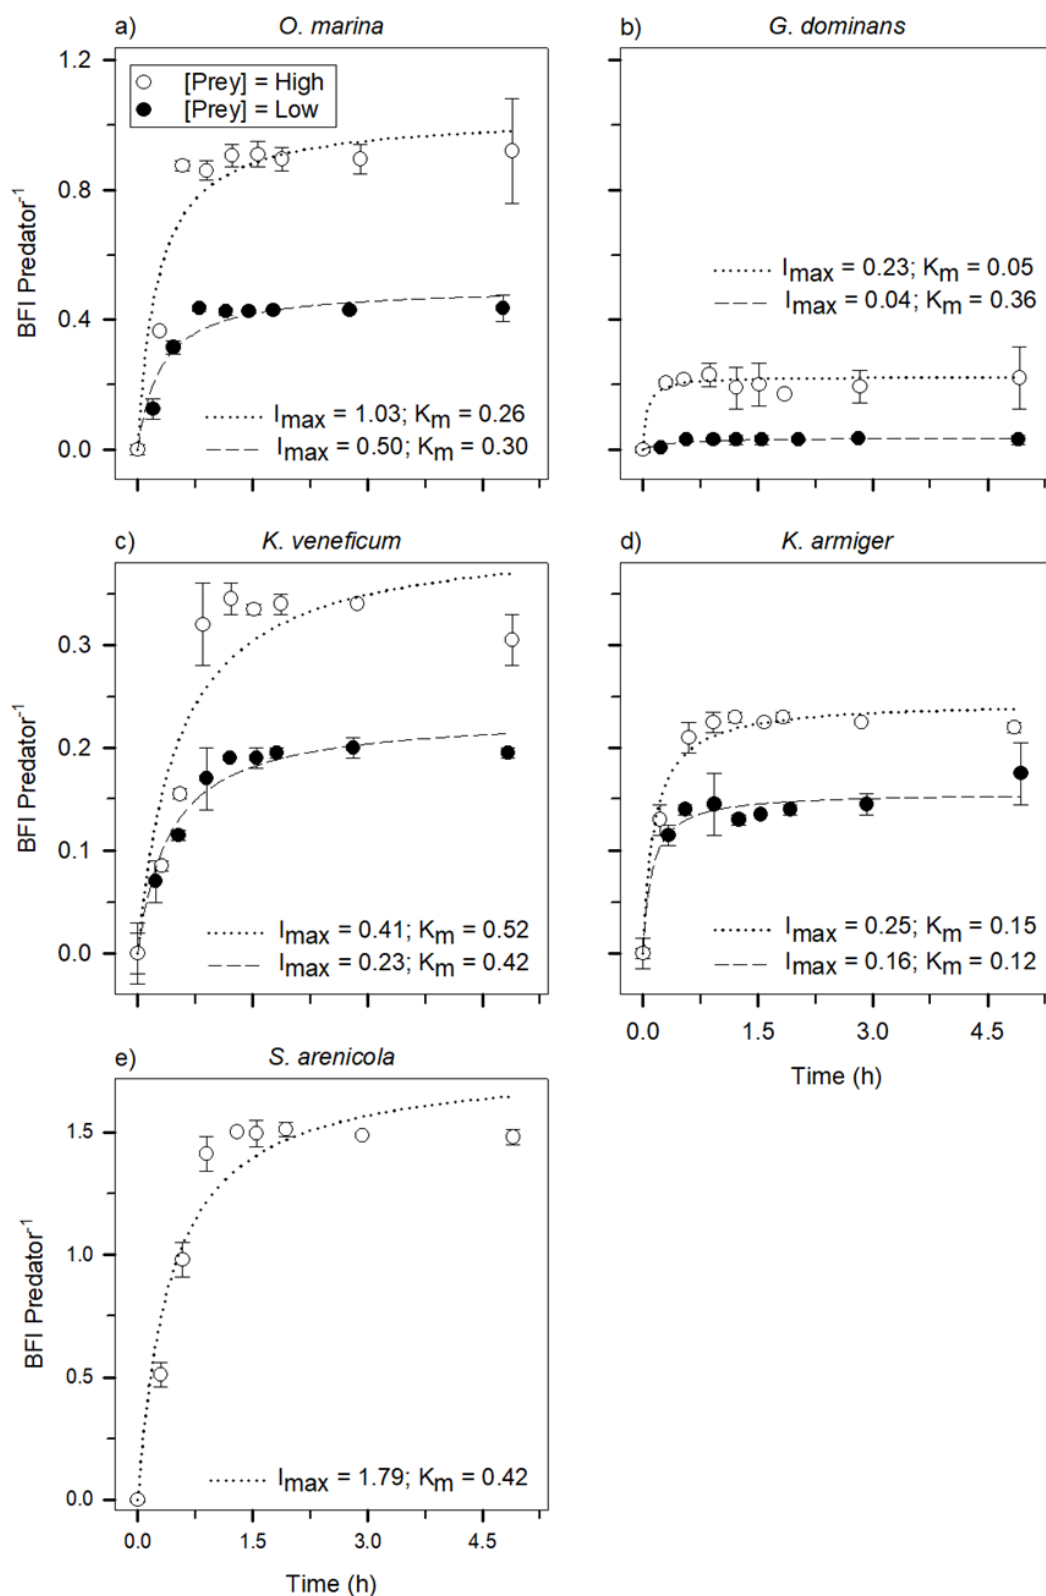 a) O. marina
b) G. dominans
[Prey] = High
[Prey] = Low
1.2
0.8
0.4
0.0
BFI Predator-1
Imax = 1.03; Km = 0.26
Imax = 0.50; Km = 0.30
Imax = 0.23; Km = 0.05
Imax = 0.04; Km = 0.36
c) K. veneficum
d) K. armiger
0.3
0.2
0.1
0.0
BFI Predator-1
Imax = 0.41; Km = 0.52
Imax = 0.23; Km = 0.42
Imax = 0.25; Km = 0.15
Imax = 0.16; Km = 0.12
0.0 1.5 3.0 4.5
Time (h)
e) S. arenicola
1.5
1.0
0.5
0.0
BFI Predator-1
Imax = 1.79; Km = 0.42
0.0 1.5 3.0 4.5
Time (h)